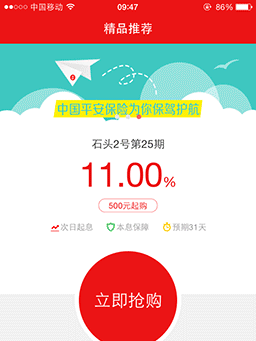 中国移动 09:47 86%
精品推荐
中国平安保险为你保驾护航
石头2号第25期
11.00%
500元起购
次日起息 本息保障 预期31天
立即抢购